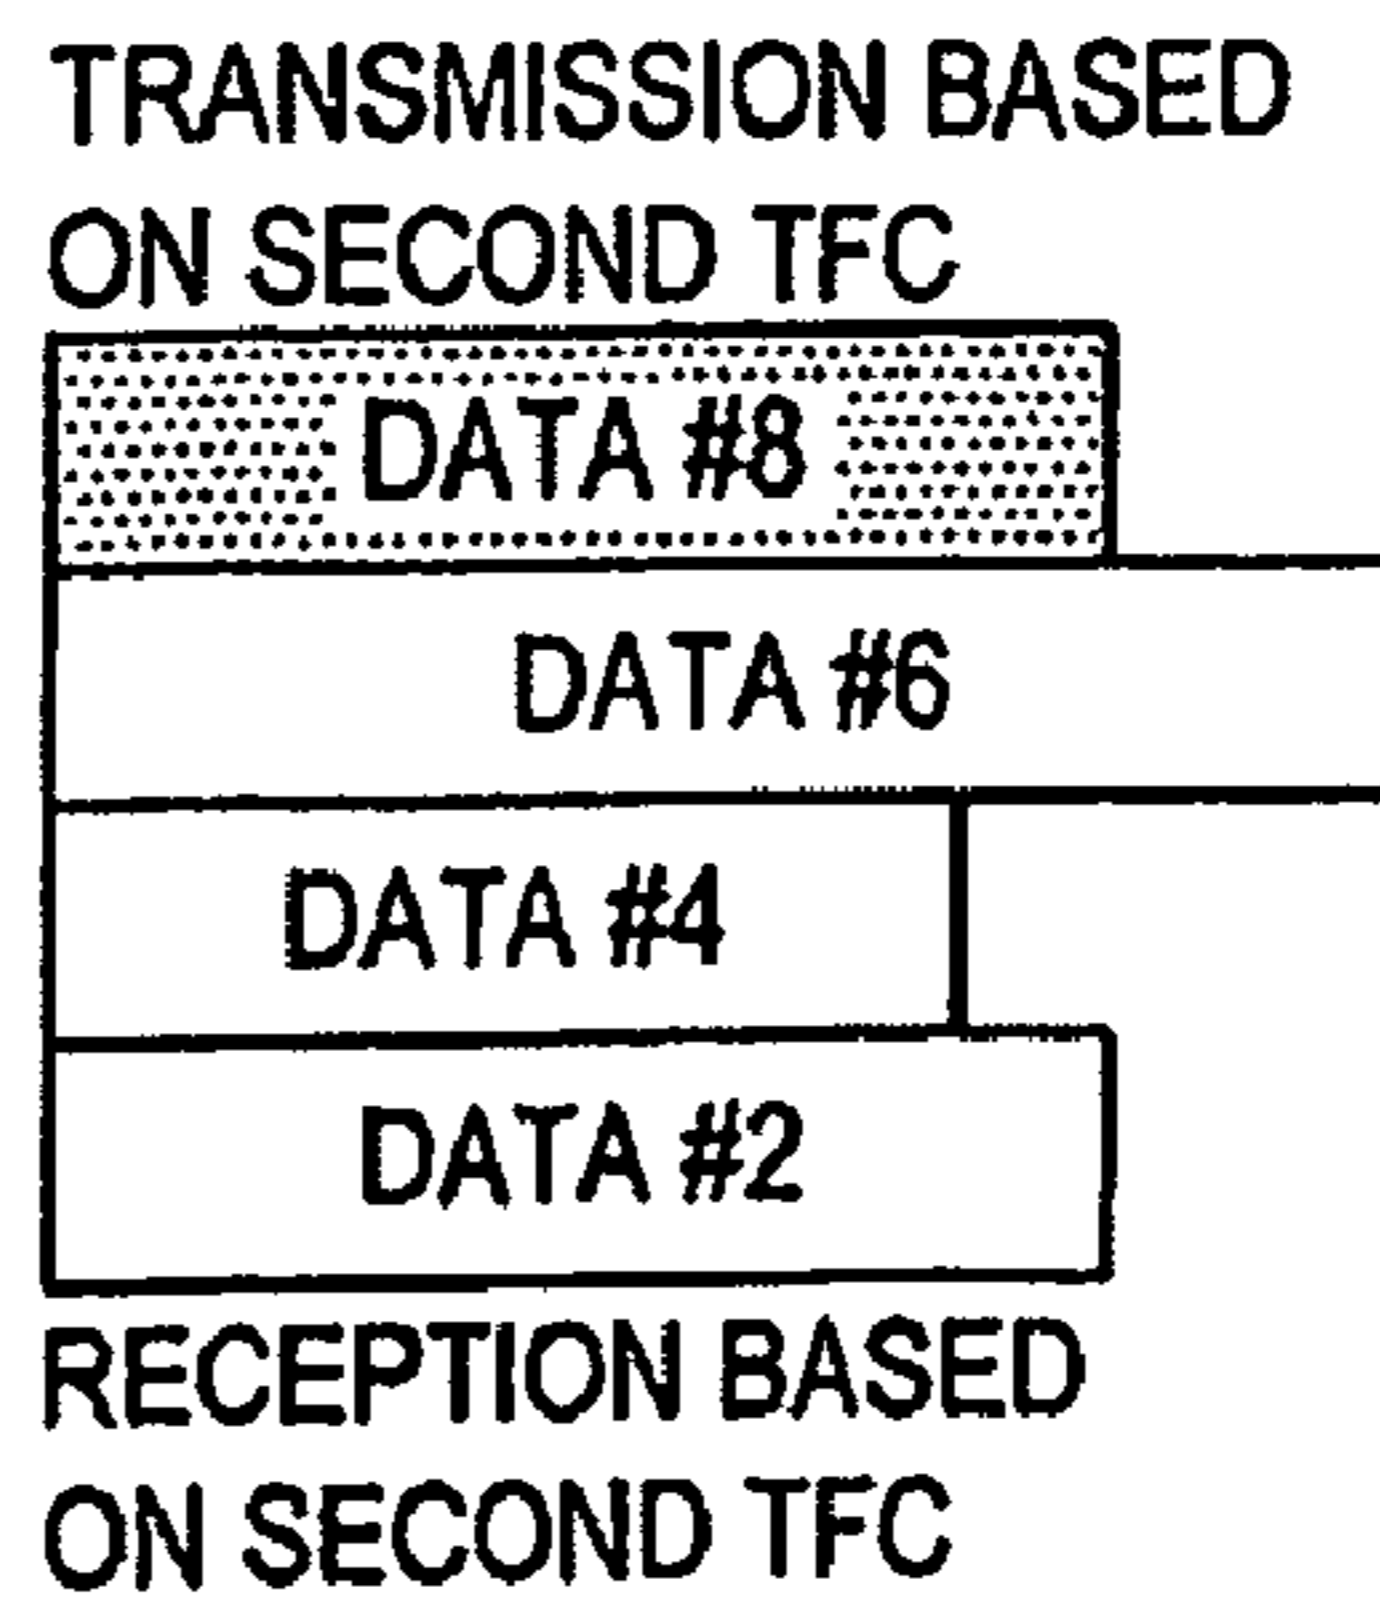 TRANSMISSION BASED
ON SECOND TFC
DATA #8
DATA #6
DATA #4
DATA #2
RECEPTION BASED
ON SECOND TFC